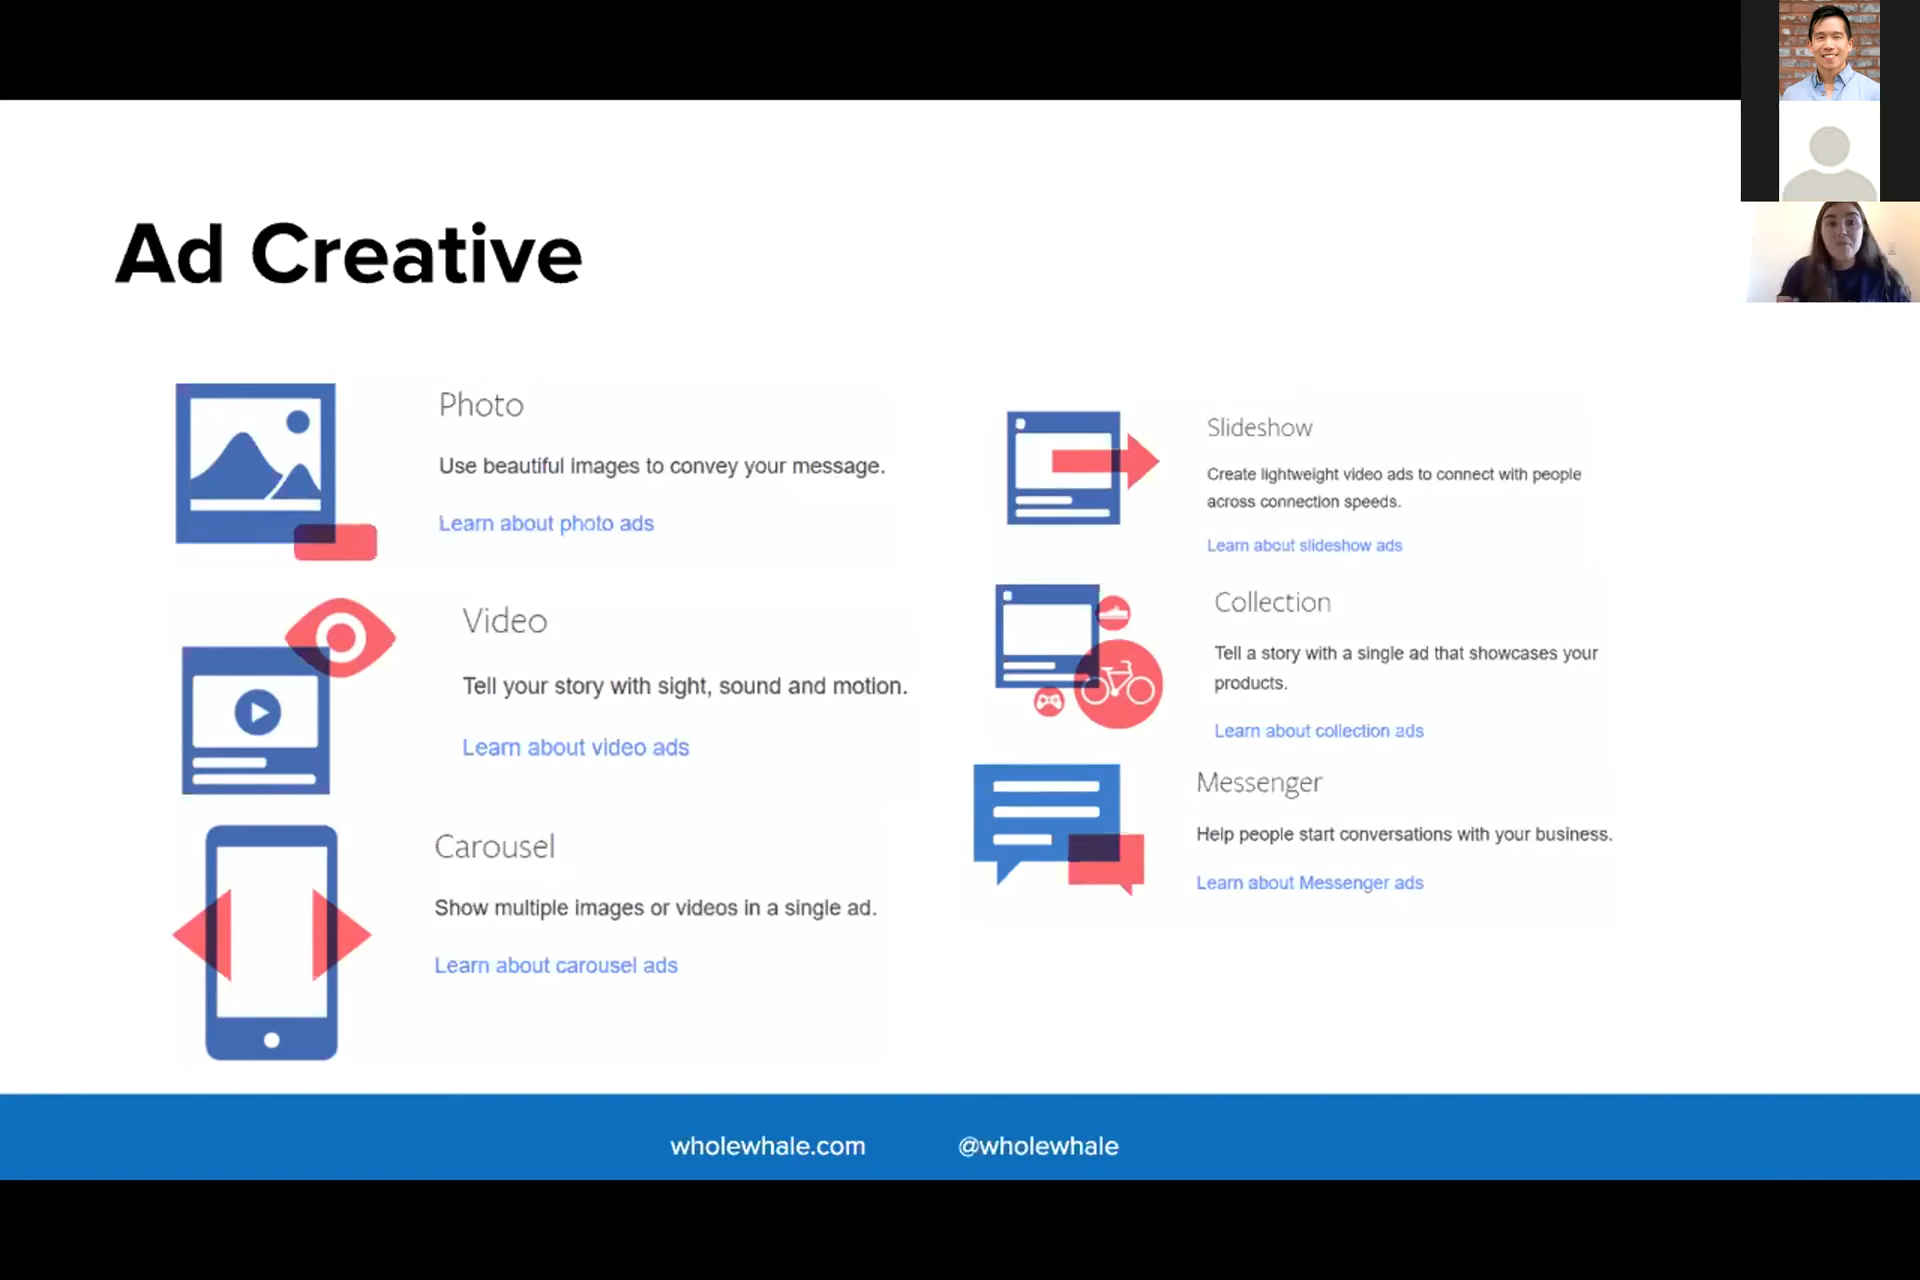 Ad Creative
Photo
Use beautiful images to convey your message.
Learn about photo ads
Video
Tell your story with sight, sound and motion.
Learn about video ads
Carousel
Show multiple images or videos in a single ad.
Learn about carousel ads
Slideshow
Create lightweight video ads to connect with people
across connection speeds.
Learn about slideshow ads
Collection
Tell a story with a single ad that showcases your
products.
Learn about collection ads
Messenger
Help people start conversations with your business.
Learn about Messenger ads
wholewhale.com
@wholewhale